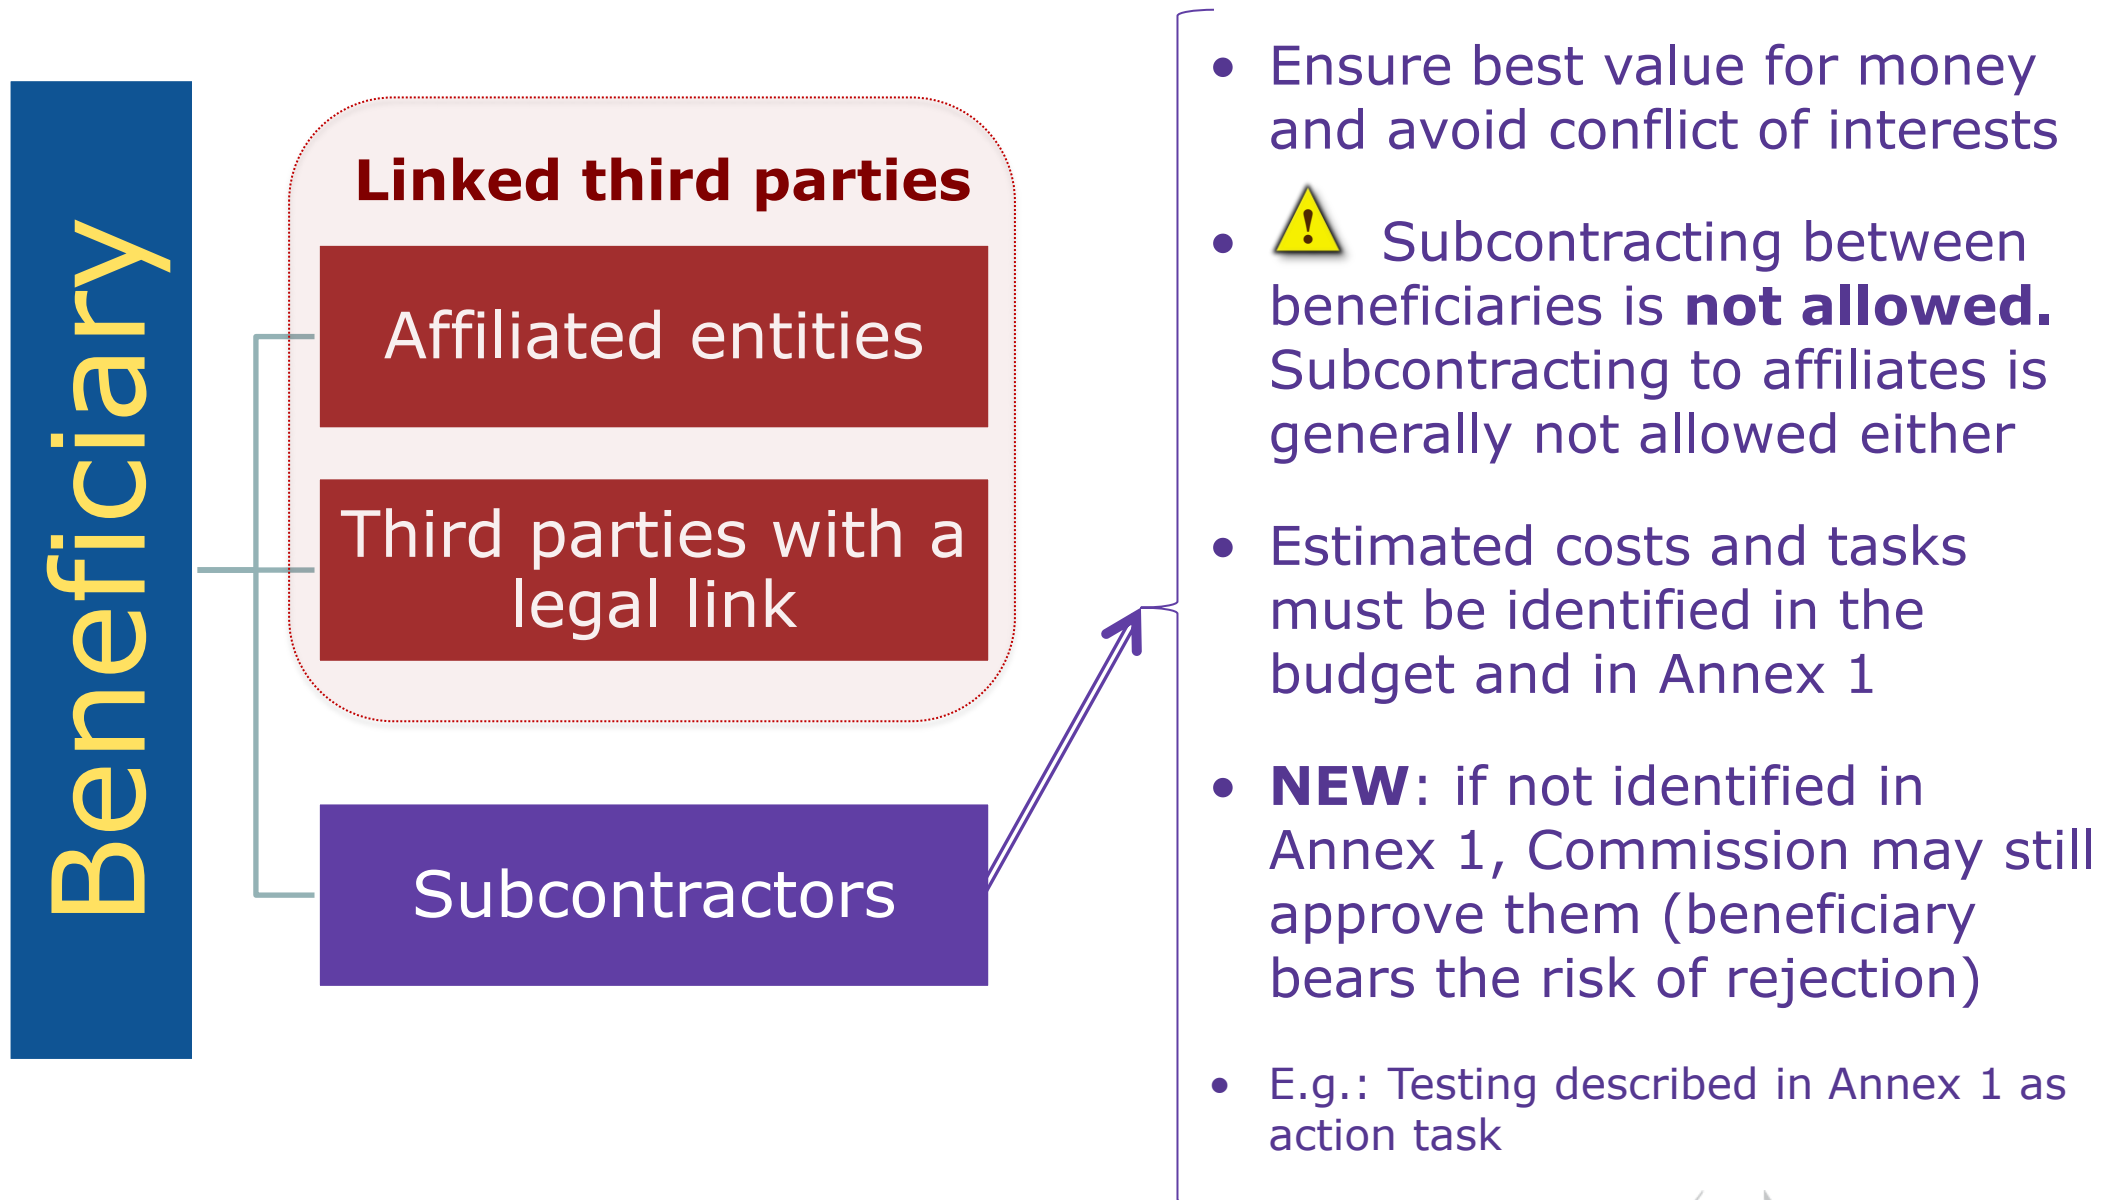 Beneficiary
Linked third parties
Affiliated entities
Third parties with a
legal link
Subcontractors
• Ensure best value for money
and avoid conflict of interests
• ! Subcontracting between
beneficiaries is not allowed.
Subcontracting to affiliates is
generally not allowed either
• Estimated costs and tasks
must be identified in the
budget and in Annex 1
• NEW: if not identified in
Annex 1, Commission may still
approve them (beneficiary
bears the risk of rejection)
• E.g.: Testing described in Annex 1 as
action task